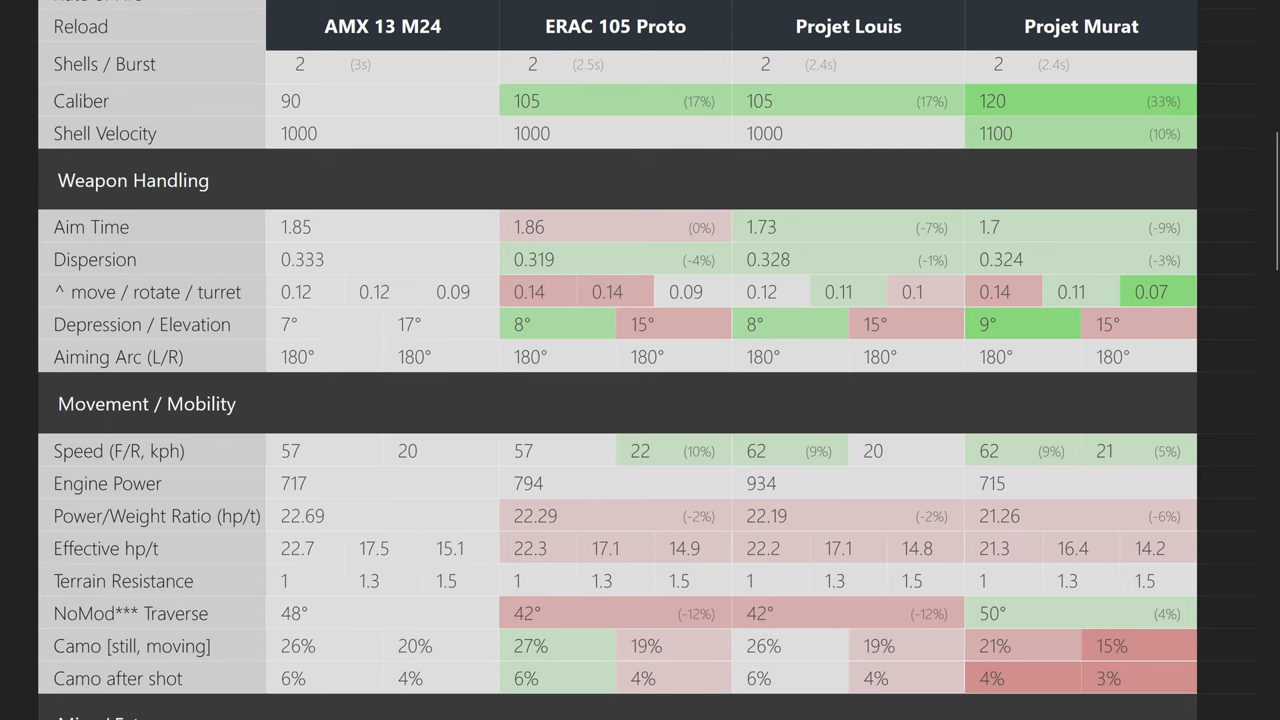 Reload AMX 13 M24 ERAC 105 Proto Projet Louis Projet Murat
Shells / Burst 2 (3s) 2 (2.5s) 2 (2.4s) 2 (2.4s)
Caliber 90 105 (17%) 105 (17%) 120 (33%)
Shell Velocity 1000 1000 1000 1100 (10%)
Weapon Handling
Aim Time 1.85 1.86 (0%) 1.73 (-7%) 1.7 (-9%)
Dispersion 0.333 0.319 (-4%) 0.328 (-1%) 0.324 (-3%)
^ move / rotate / turret 0.12 0.12 0.09 0.14 0.14 0.09 0.12 0.11 0.1 0.14 0.11 0.07
Depression / Elevation 7° 17° 8° 15° 8° 15° 9° 15°
Aiming Arc (L/R) 180° 180° 180° 180° 180° 180° 180° 180°
Movement / Mobility
Speed (F/R, kph) 57 20 57 22 (10%) 62 (9%) 20 62 (9%) 21 (5%)
Engine Power 717 794 934 715
Power/Weight Ratio (hp/t) 22.69 22.29 (-2%) 22.19 (-2%) 21.26 (-6%)
Effective hp/t 22.7 17.5 15.1 22.3 17.1 14.9 22.2 17.1 14.8 21.3 16.4 14.2
Terrain Resistance 1 1.3 1.5 1 1.3 1.5 1 1.3 1.5 1 1.3 1.5
NoMod*** Traverse 48° 42° (-12%) 42° (-12%) 50° (4%)
Camo [still, moving] 26% 20% 27% 19% 26% 19% 21% 15%
Camo after shot 6% 4% 6% 4% 6% 4% 4% 3%